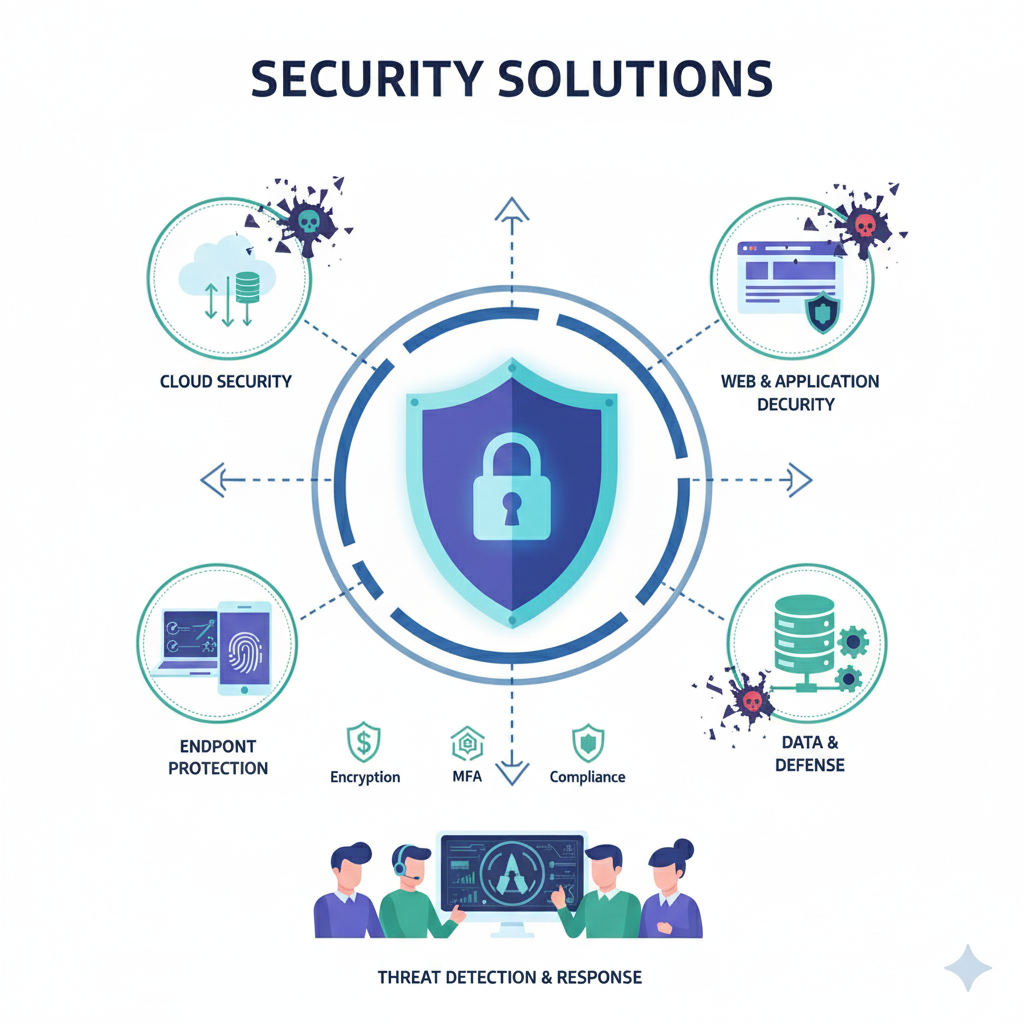 SECURITY SOLUTIONS
CLOUD SECURITY
WEB & APPLICATION
DECURITY
ENDPONT
PROTECTION
Encryption
MFA
Compliance
DATA &
DEFENSE
THREAT DETECTION & RESPONSE